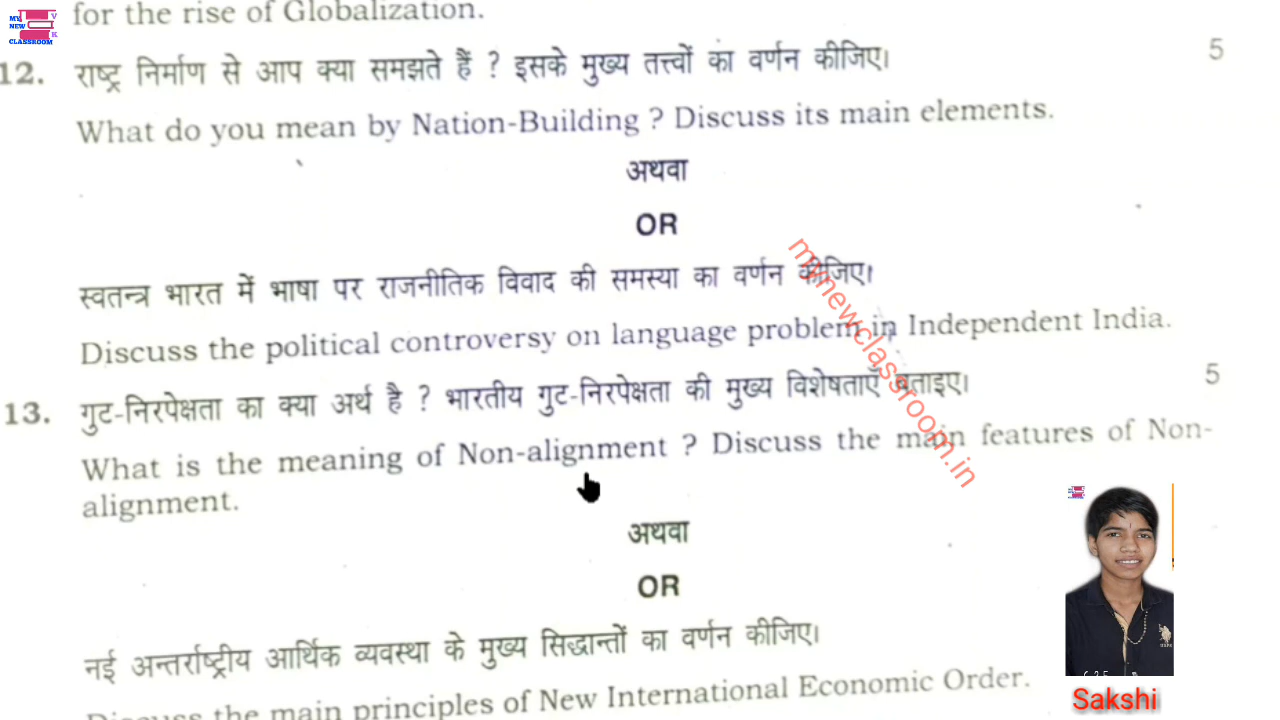 MY NEW CLASSROOM
V
K
for the rise of Globalization.
12. राष्ट्र निर्माण से आप क्या समझते हैं ? इसके मुख्य तत्त्वों का वर्णन कीजिए। 5
What do you mean by Nation-Building ? Discuss its main elements.
अथवा
OR
स्वतन्त्र भारत में भाषा पर राजनीतिक विवाद की समस्या का वर्णन कीजिए।
Discuss the political controversy on language problem in Independent India.
13. गुट-निरपेक्षता का क्या अर्थ है ? भारतीय गुट-निरपेक्षता की मुख्य विशेषताएँ बताइए। 5
What is the meaning of Non-alignment ? Discuss the main features of Non-
alignment.
अथवा
OR
नई अन्तर्राष्ट्रीय आर्थिक व्यवस्था के मुख्य सिद्धान्तों का वर्णन कीजिए।
Discuss the main principles of New International Economic Order.
mynewclassroom.in
Sakshi